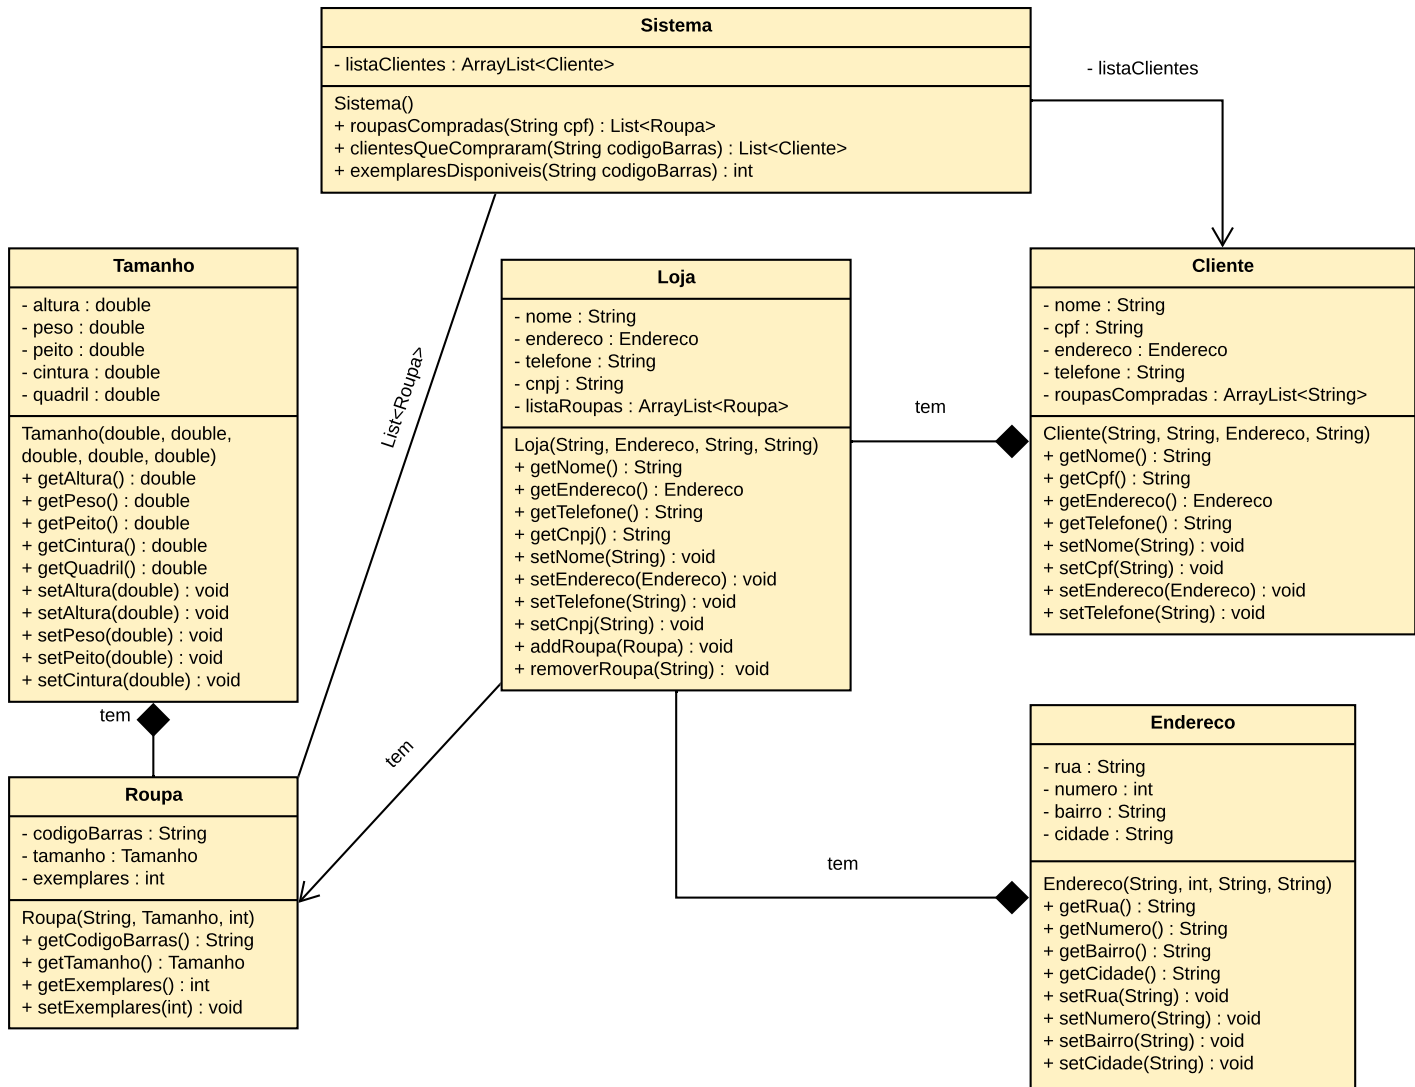 Sistema
- listaClientes : ArrayList<Cliente>
Sistema()
+ roupasCompradas(String cpf) : List<Roupa>
+ clientesQueCompraram(String codigoBarras) : List<Cliente>
+ exemplaresDisponiveis(String codigoBarras) : int
- listaClientes
Tamanho
- altura : double
- peso : double
- peito : double
- cintura : double
- quadril : double
Tamanho(double, double,
double, double, double)
+ getAltura() : double
+ getPeso() : double
+ getPeito() : double
+ getCintura() : double
+ getQuadril() : double
+ setAltura(double) : void
+ setAltura(double) : void
+ setPeso(double) : void
+ setPeito(double) : void
+ setCintura(double) : void
tem
List<Roupa>
Loja
- nome : String
- endereco : Endereco
- telefone : String
- cnpj : String
- listaRoupas : ArrayList<Roupa>
Loja(String, Endereco, String, String)
+ getNome() : String
+ getEndereco() : Endereco
+ getTelefone() : String
+ getCnpj() : String
+ setNome(String) : void
+ setEndereco(Endereco) : void
+ setTelefone(String) : void
+ setCnpj(String) : void
+ addRoupa(Roupa) : void
+ removerRoupa(String) :  void
tem
Cliente
- nome : String
- cpf : String
- endereco : Endereco
- telefone : String
- roupasCompradas : ArrayList<String>
Cliente(String, String, Endereco, String)
+ getNome() : String
+ getCpf() : String
+ getEndereco() : Endereco
+ getTelefone() : String
+ setNome(String) : void
+ setCpf(String) : void
+ setEndereco(Endereco) : void
+ setTelefone(String) : void
tem
Roupa
- codigoBarras : String
- tamanho : Tamanho
- exemplares : int
Roupa(String, Tamanho, int)
+ getCodigoBarras() : String
+ getTamanho() : Tamanho
+ getExemplares() : int
+ setExemplares(int) : void
tem
Endereco
- rua : String
- numero : int
- bairro : String
- cidade : String
Endereco(String, int, String, String)
+ getRua() : String
+ getNumero() : String
+ getBairro() : String
+ getCidade() : String
+ setRua(String) : void
+ setNumero(String) : void
+ setBairro(String) : void
+ setCidade(String) : void